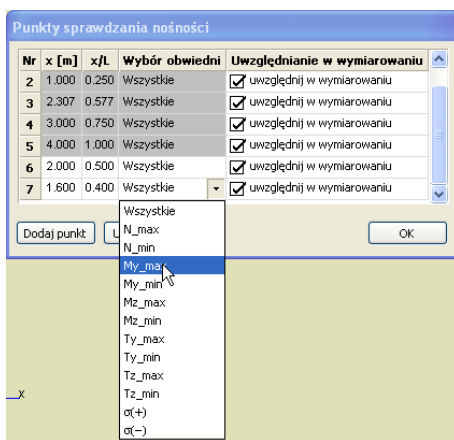 Punkty sprawdzania nośności
Nr x [m] x/L Wybór obwiedni Uwzględnianie w wymiarowaniu
2 1.000 0.250 Wszystkie uwzględnij w wymiarowaniu
3 2.307 0.577 Wszystkie uwzględnij w wymiarowaniu
4 3.000 0.750 Wszystkie uwzględnij w wymiarowaniu
5 4.000 1.000 Wszystkie uwzględnij w wymiarowaniu
6 2.000 0.500 Wszystkie uwzględnij w wymiarowaniu
7 1.600 0.400 Wszystkie uwzględnij w wymiarowaniu
Wszystkie
Dodaj punkt U OK
N_max
N_min
My_max
My_min
Mz_max
Mz_min
Ty_max
Ty_min
Tz_max
x Tz_min
σ(+)
σ(-)